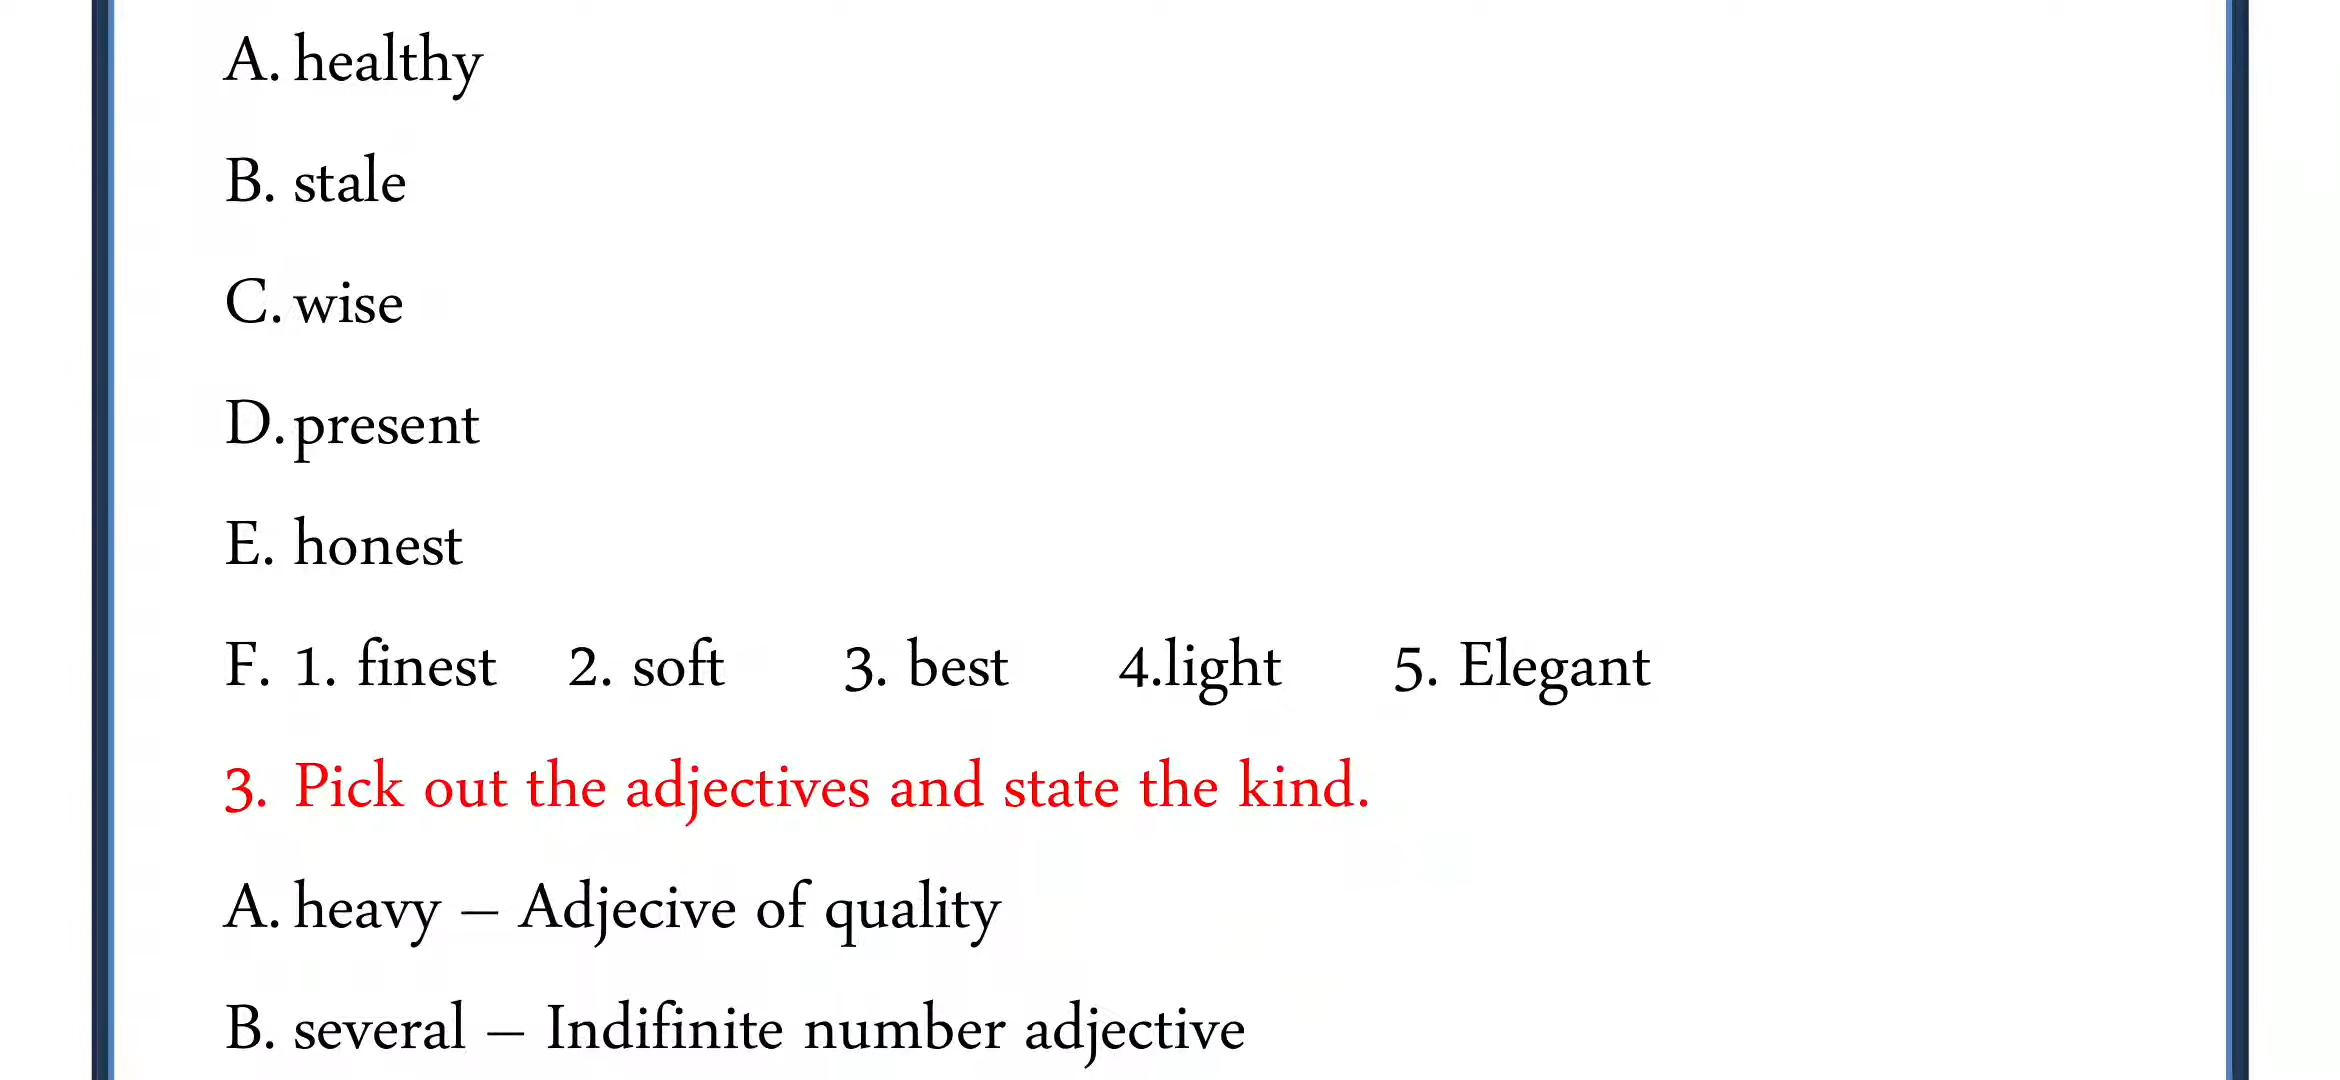 A. healthy
B. stale
C. wise
D. present
E. honest
F. 1. finest 2. soft 3. best 4.light 5. Elegant
3. Pick out the adjectives and state the kind.
A. heavy – Adjecive of quality
B. several – Indifinite number adjective